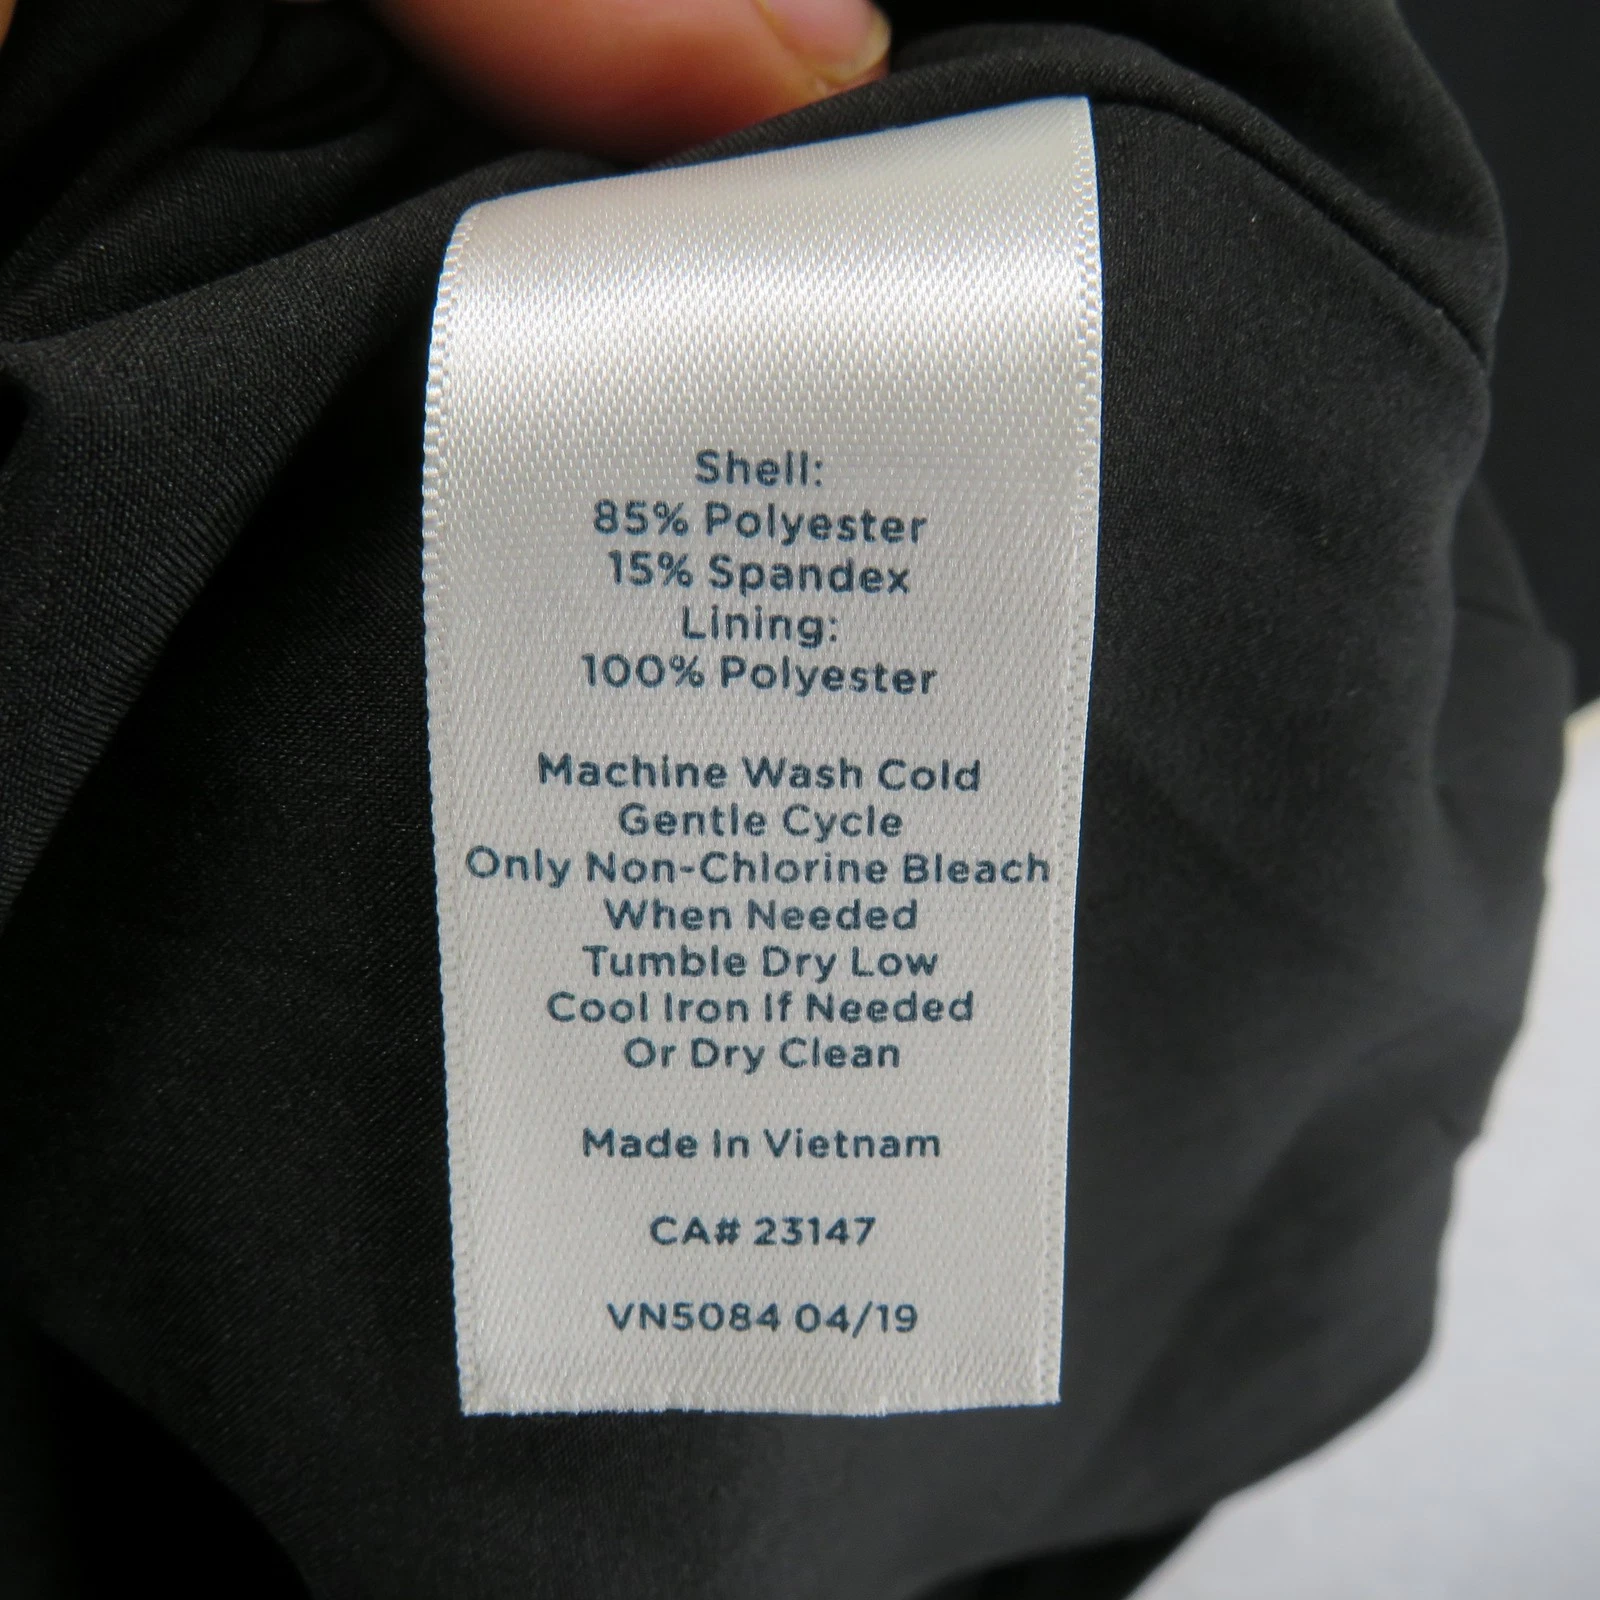 Shell:
85% Polyester
15% Spandex
Lining:
100% Polyester
Machine Wash Cold
Gentle Cycle
Only Non-Chlorine Bleach
When Needed
Tumble Dry Low
Cool Iron If Needed
Or Dry Clean
Made In Vietnam
CA# 23147
VN5084 04/19